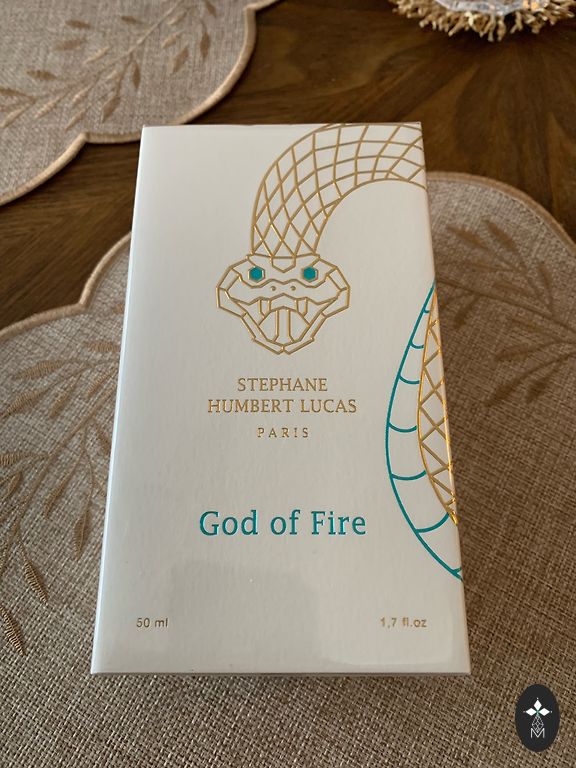 STEPHANE
HUMBERT LUCAS
PARIS
God of Fire
50 ml
1,7 fl.oz
M